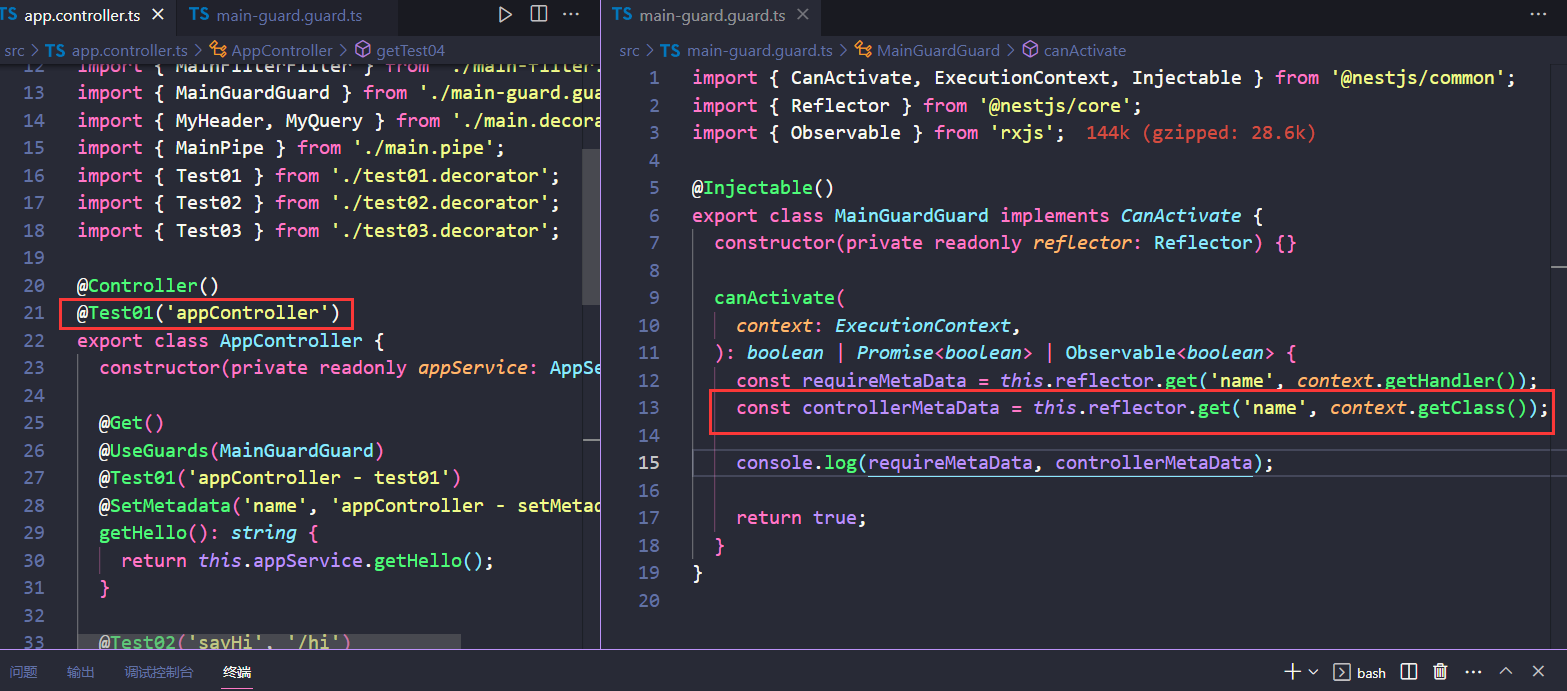 TS app.controller.ts
TS main-guard.guard.ts
src > TS app.controller.ts > AppController > getTest04
12 import { MainFilterFilter } from './main-filter.
13 import { MainGuardGuard } from './main-guard.gua
14 import { MyHeader, MyQuery } from './main.decora
15 import { MainPipe } from './main.pipe';
16 import { Test01 } from './test01.decorator';
17 import { Test02 } from './test02.decorator';
18 import { Test03 } from './test03.decorator';
19
20 @Controller()
21 @Test01('appController')
22 export class AppController {
23 constructor(private readonly appService: AppSe
24
25 @Get()
26 @UseGuards(MainGuardGuard)
27 @Test01('appController - test01')
28 @SetMetadata('name', 'appController - setMetad
29 getHello(): string {
30 return this.appService.getHello();
31 }
32
33 @Test02('sayHi', '/hi')
TS main-guard.guard.ts
src > TS main-guard.guard.ts > MainGuardGuard > canActivate
1 import { CanActivate, ExecutionContext, Injectable } from '@nestjs/common';
2 import { Reflector } from '@nestjs/core';
3 import { Observable } from 'rxjs'; 144k (gzipped: 28.6k)
4
5 @Injectable()
6 export class MainGuardGuard implements CanActivate {
7 constructor(private readonly reflector: Reflector) {}
8
9 canActivate(
10 context: ExecutionContext,
11 ): boolean | Promise<boolean> | Observable<boolean> {
12 const requireMetaData = this.reflector.get('name', context.getHandler());
13 const controllerMetaData = this.reflector.get('name', context.getClass());
14
15 console.log(requireMetaData, controllerMetaData);
16
17 return true;
18 }
19 }
20
问题 输出 调试控制台 终端
bash